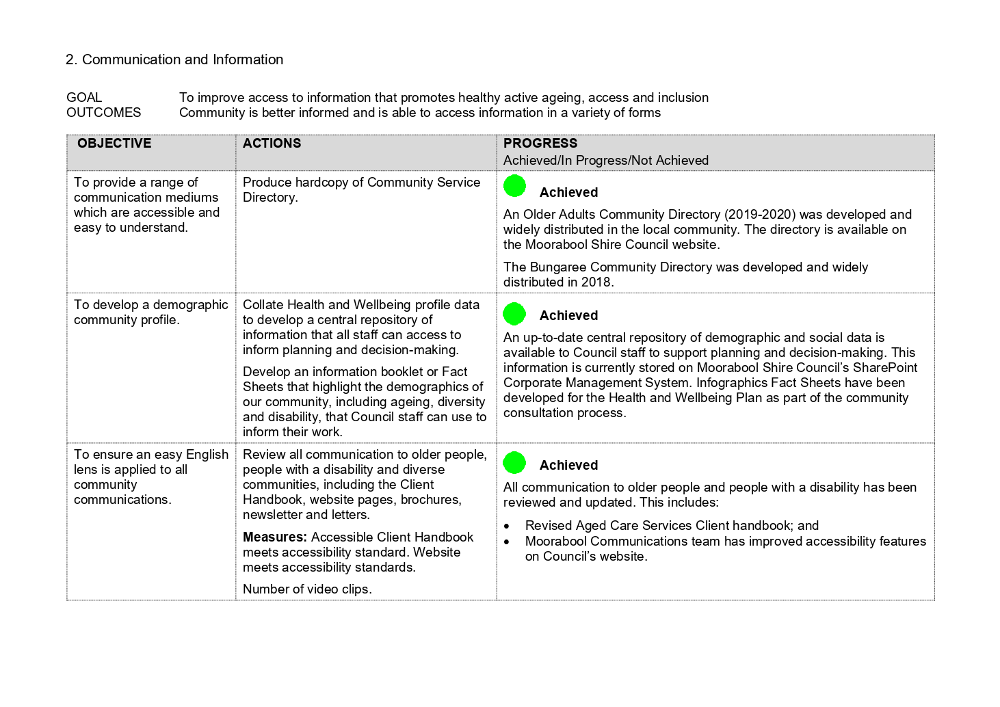 2. Communication and Information
GOAL To improve access to information that promotes healthy active ageing, access and inclusion
OUTCOMES Community is better informed and is able to access information in a variety of forms
OBJECTIVE
ACTIONS
PROGRESS
Achieved/In Progress/Not Achieved
To provide a range of
communication mediums
which are accessible and
easy to understand.
Produce hardcopy of Community Service
Directory.
Achieved
An Older Adults Community Directory (2019-2020) was developed and
widely distributed in the local community. The directory is available on
the Moorabool Shire Council website.
The Bungaree Community Directory was developed and widely
distributed in 2018.
To develop a demographic
community profile.
Collate Health and Wellbeing profile data
to develop a central repository of
information that all staff can access to
inform planning and decision-making.
Develop an information booklet or Fact
Sheets that highlight the demographics of
our community, including ageing, diversity
and disability, that Council staff can use to
inform their work.
Achieved
An up-to-date central repository of demographic and social data is
available to Council staff to support planning and decision-making. This
information is currently stored on Moorabool Shire Council’s SharePoint
Corporate Management System. Infographics Fact Sheets have been
developed for the Health and Wellbeing Plan as part of the community
consultation process.
To ensure an easy English
lens is applied to all
community
communications.
Review all communication to older people,
people with a disability and diverse
communities, including the Client
Handbook, website pages, brochures,
newsletter and letters.
Measures: Accessible Client Handbook
meets accessibility standard. Website
meets accessibility standards.
Number of video clips.
Achieved
All communication to older people and people with a disability has been
reviewed and updated. This includes:
• Revised Aged Care Services Client handbook; and
• Moorabool Communications team has improved accessibility features
on Council’s website.